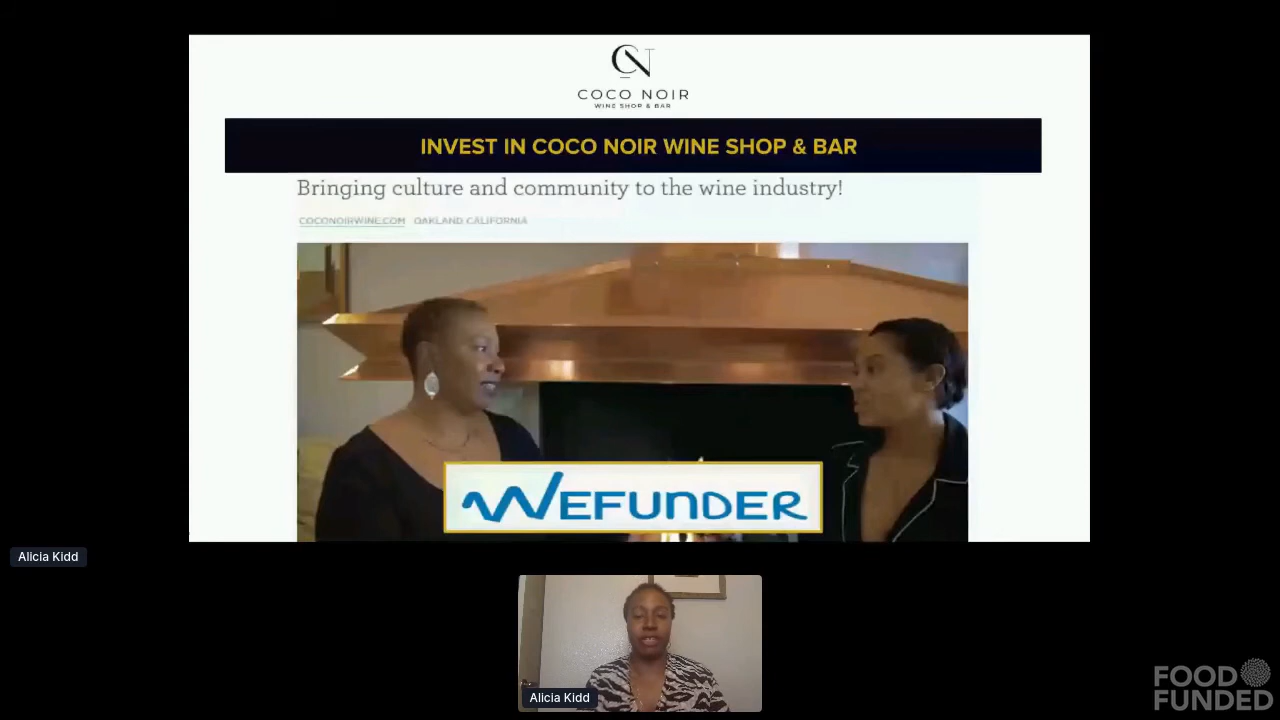 CN
COCO NOIR
WINE SHOP & BAR
INVEST IN COCO NOIR WINE SHOP & BAR
Bringing culture and community to the wine industry!
COCONOIRWINE.COM OAKLAND CALIFORNIA
WEFUNDER
Alicia Kidd
Alicia Kidd
FOOD
FUNDED